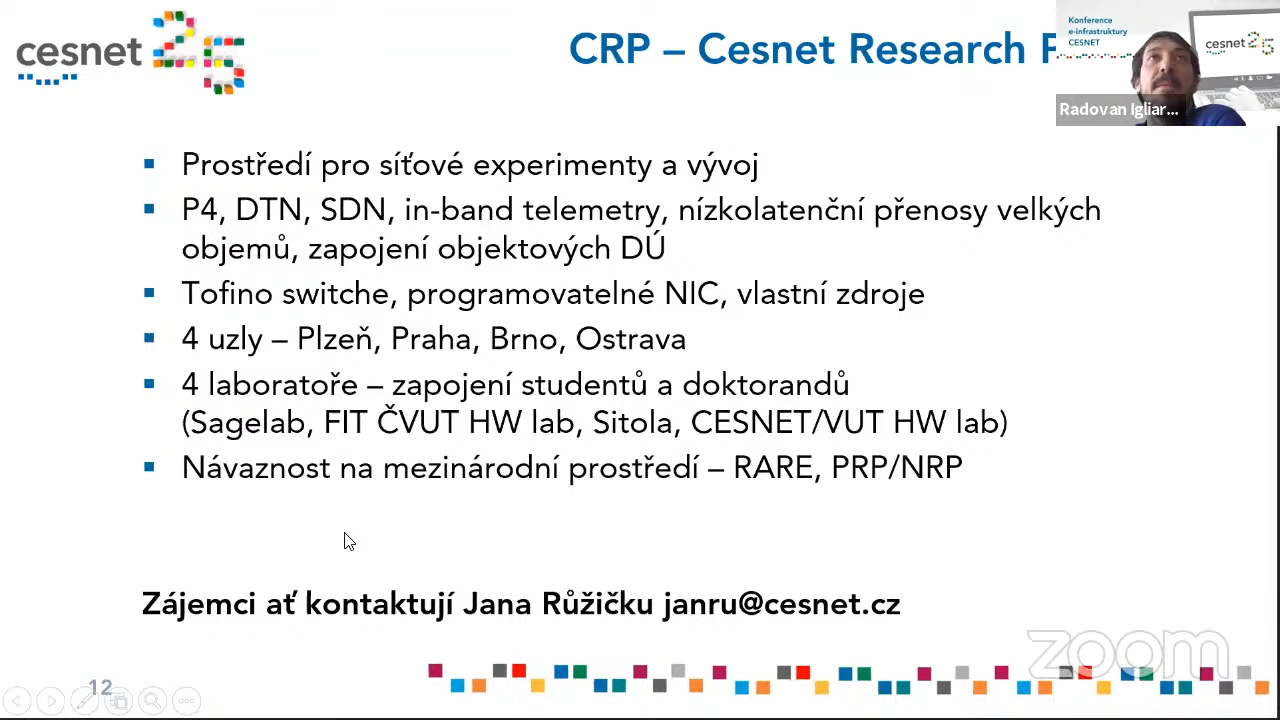 cesnet 25
CRP – Cesnet Research
Konference
e-infrastruktury
CESNET
cesnet 25
Radovan Igliar...
Prostředí pro síťové experimenty a vývoj
P4, DTN, SDN, in-band telemetry, nízkolatenční přenosy velkých
objemů, zapojení objektových DÚ
Tofino switche, programovatelné NIC, vlastní zdroje
4 uzly – Plzeň, Praha, Brno, Ostrava
4 laboratoře – zapojení studentů a doktorandů
(Sagelab, FIT ČVUT HW lab, Sitola, CESNET/VUT HW lab)
Návaznost na mezinárodní prostředí – RARE, PRP/NRP
Zájemci ať kontaktují Jana Růžičku janru@cesnet.cz
zoom
12